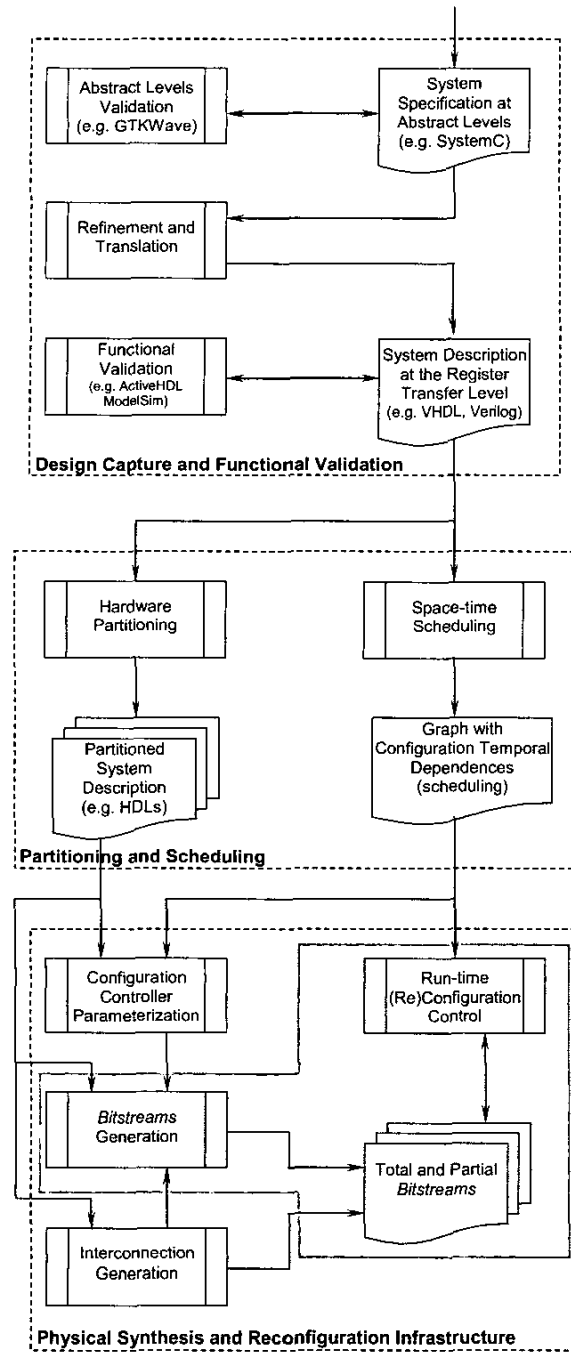 Abstract Levels
Validation
(e.g. GTKWave)
System
Specification at
Abstract Levels
(e.g. SystemC)
Refinement and
Translation
Functional
Validation
(e.g. ActiveHDL
ModelSim)
System Description
at the Register
Transfer Level
(e.g. VHDL, Verilog)
Design Capture and Functional Validation
Hardware
Partitioning
Space-time
Scheduling
Partitioned
System
Description
(e.g. HDLs)
Graph with
Configuration Temporal
Dependences
(scheduling)
Partitioning and Scheduling
Configuration
Controller
Parameterization
Run-time
(Re)Configuration
Control
Bitstreams
Generation
Total and Partial
Bitstreams
Interconnection
Generation
Physical Synthesis and Reconfiguration Infrastructure